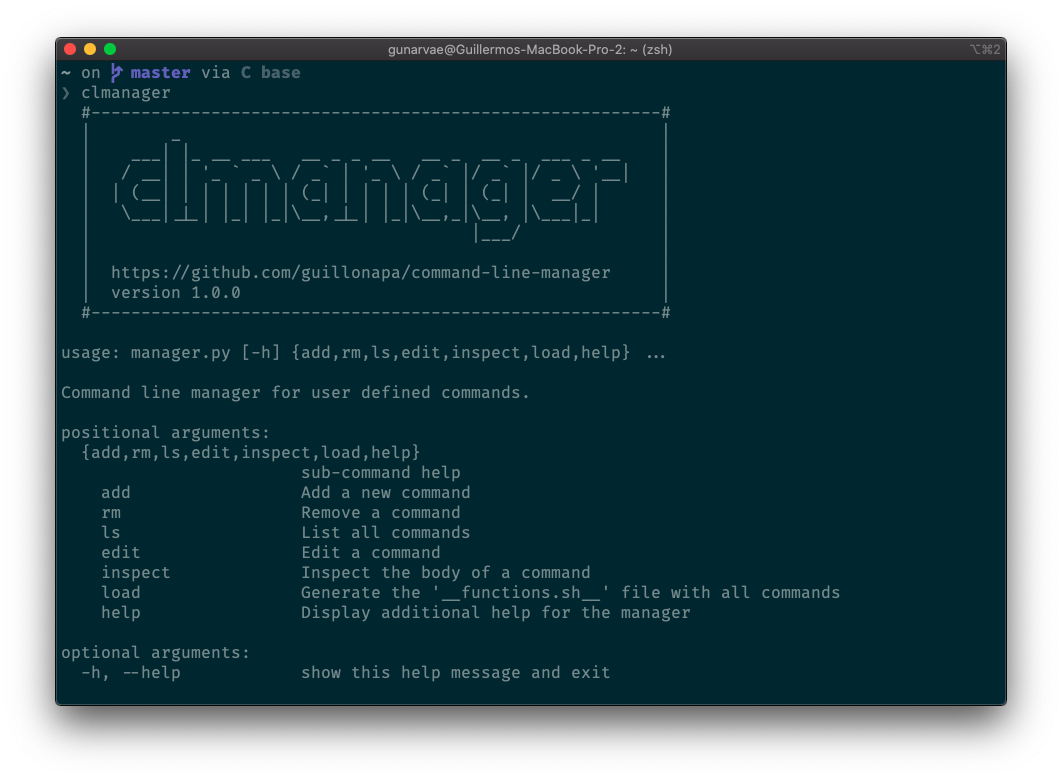 gunarvae@Guillermos-MacBook-Pro-2: ~ (zsh) ⌥⌘2
~ on master via C base
❯ clmanager
#---------------------------------------------------------#
clmanager
https://github.com/guillonapa/command-line-manager
version 1.0.0
#---------------------------------------------------------#
usage: manager.py [-h] {add,rm,ls,edit,inspect,load,help} ...
Command line manager for user defined commands.
positional arguments:
{add,rm,ls,edit,inspect,load,help}
sub-command help
add Add a new command
rm Remove a command
ls List all commands
edit Edit a command
inspect Inspect the body of a command
load Generate the '__functions.sh__' file with all commands
help Display additional help for the manager
optional arguments:
-h, --help show this help message and exit